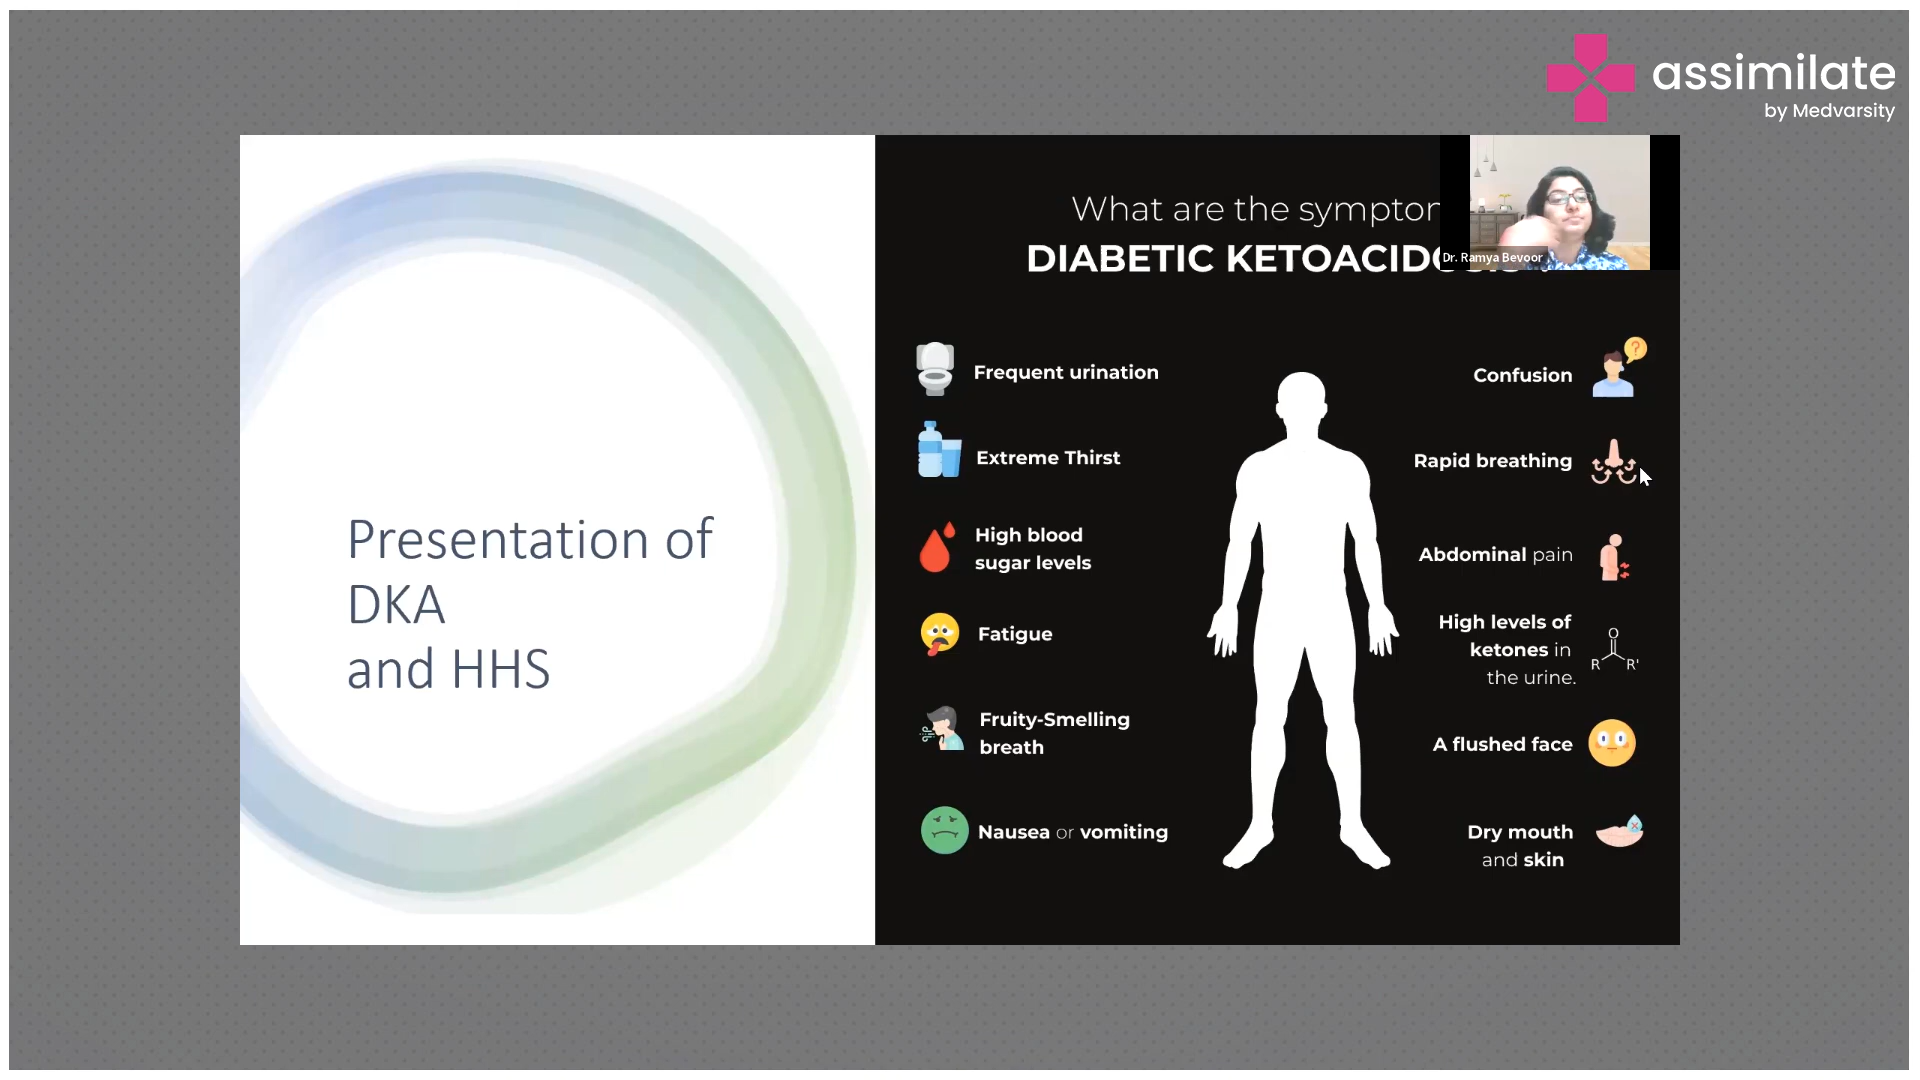 assimilate
by Medvarsity
What are the
DIABETIC
Dr. Ramya Bevoor
Presentation of
DKA
and HHS
Frequent urination
Extreme Thirst
High blood
sugar levels
Fatigue
Fruity-Smelling
breath
Nausea or vomiting
Confusion
?
Rapid breathing
Abdominal pain
High levels of
ketones in
the urine.
O
R R'
A flushed face
Dry mouth
and skin